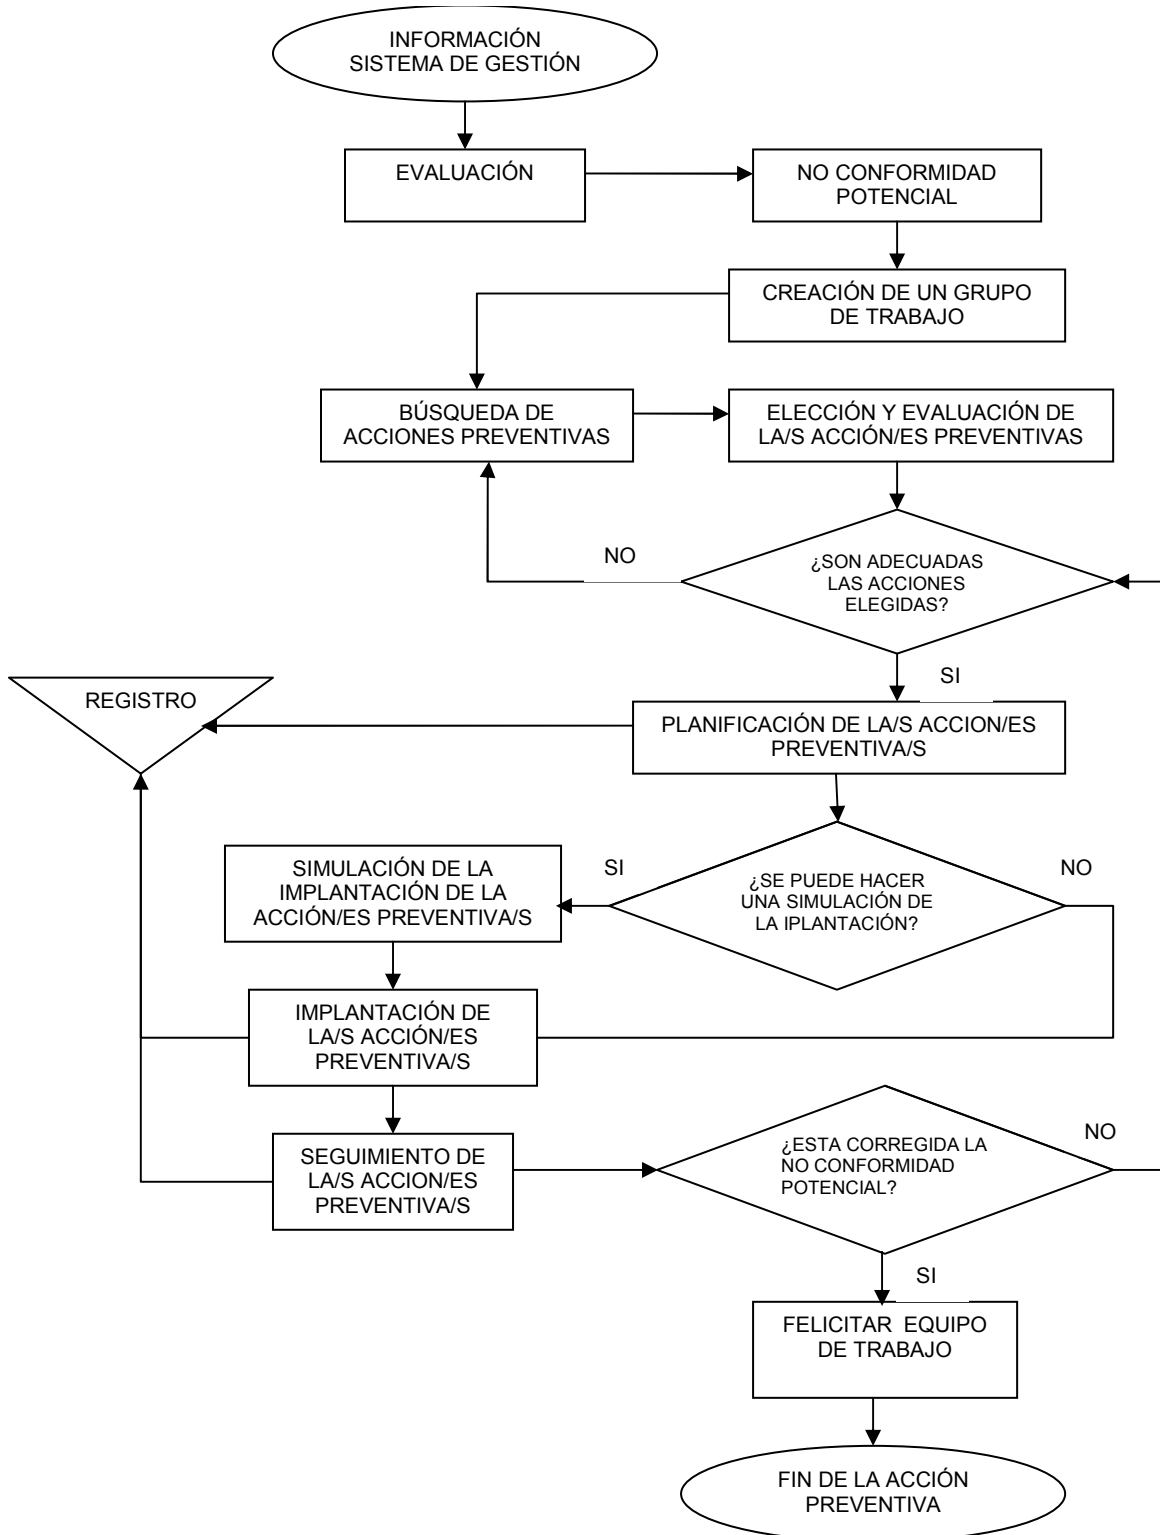 INFORMACIÓN
SISTEMA DE GESTIÓN
EVALUACIÓN
NO CONFORMIDAD
POTENCIAL
CREACIÓN DE UN GRUPO
DE TRABAJO
BÚSQUEDA DE
ACCIONES PREVENTIVAS
ELECCIÓN Y EVALUACIÓN DE
LA/S ACCIÓN/ES PREVENTIVAS
NO
¿SON ADECUADAS
LAS ACCIONES
ELEGIDAS?
SI
REGISTRO
PLANIFICACIÓN DE LA/S ACCION/ES
PREVENTIVA/S
SIMULACIÓN DE LA
IMPLANTACIÓN DE LA
ACCIÓN/ES PREVENTIVA/S
SI
¿SE PUEDE HACER
UNA SIMULACIÓN DE
LA IPLANTACIÓN?
NO
IMPLANTACIÓN DE
LA/S ACCIÓN/ES
PREVENTIVA/S
SEGUIMIENTO DE
LA/S ACCION/ES
PREVENTIVA/S
¿ESTA CORREGIDA LA
NO CONFORMIDAD
POTENCIAL?
NO
SI
FELICITAR  EQUIPO
DE TRABAJO
FIN DE LA ACCIÓN
PREVENTIVA